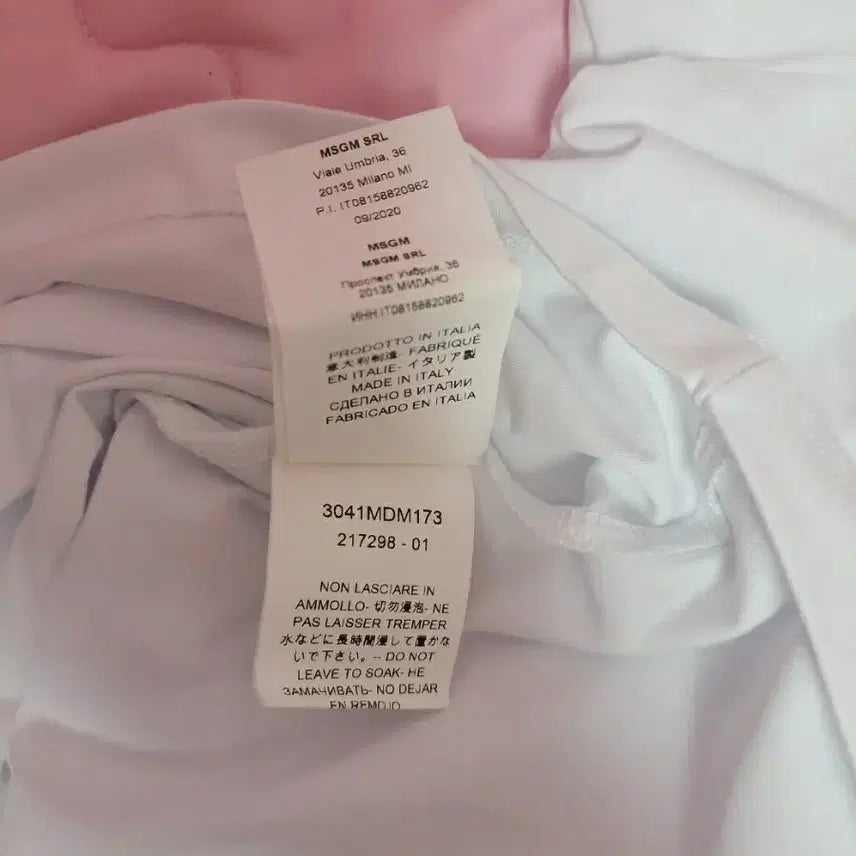 MSGM SRL
Viale Umbria, 36
20135 Milano MI
P.I. IT08158820962
09/2020
MSGM
MSGM SRL
Проспект Умбрия, 36
20135 МИЛАНО
ИНН IT08158820962
PRODOTTO IN ITALIA
意大利制造- FABRIQUÉ
EN ITALIE- イタリア製
MADE IN ITALY
СДЕЛАНО В ИТАЛИИ
FABRICADO EN ITALIA
3041MDM173
217298 - 01
NON LASCIARE IN
AMMOLLO- 切勿浸泡- NE
PAS LAISSER TREMPER
水などに長時間浸して置かな
いで下さい。-- DO NOT
LEAVE TO SOAK- НЕ
ЗАМАЧИВАТЬ- NO DEJAR
EN REMOJO